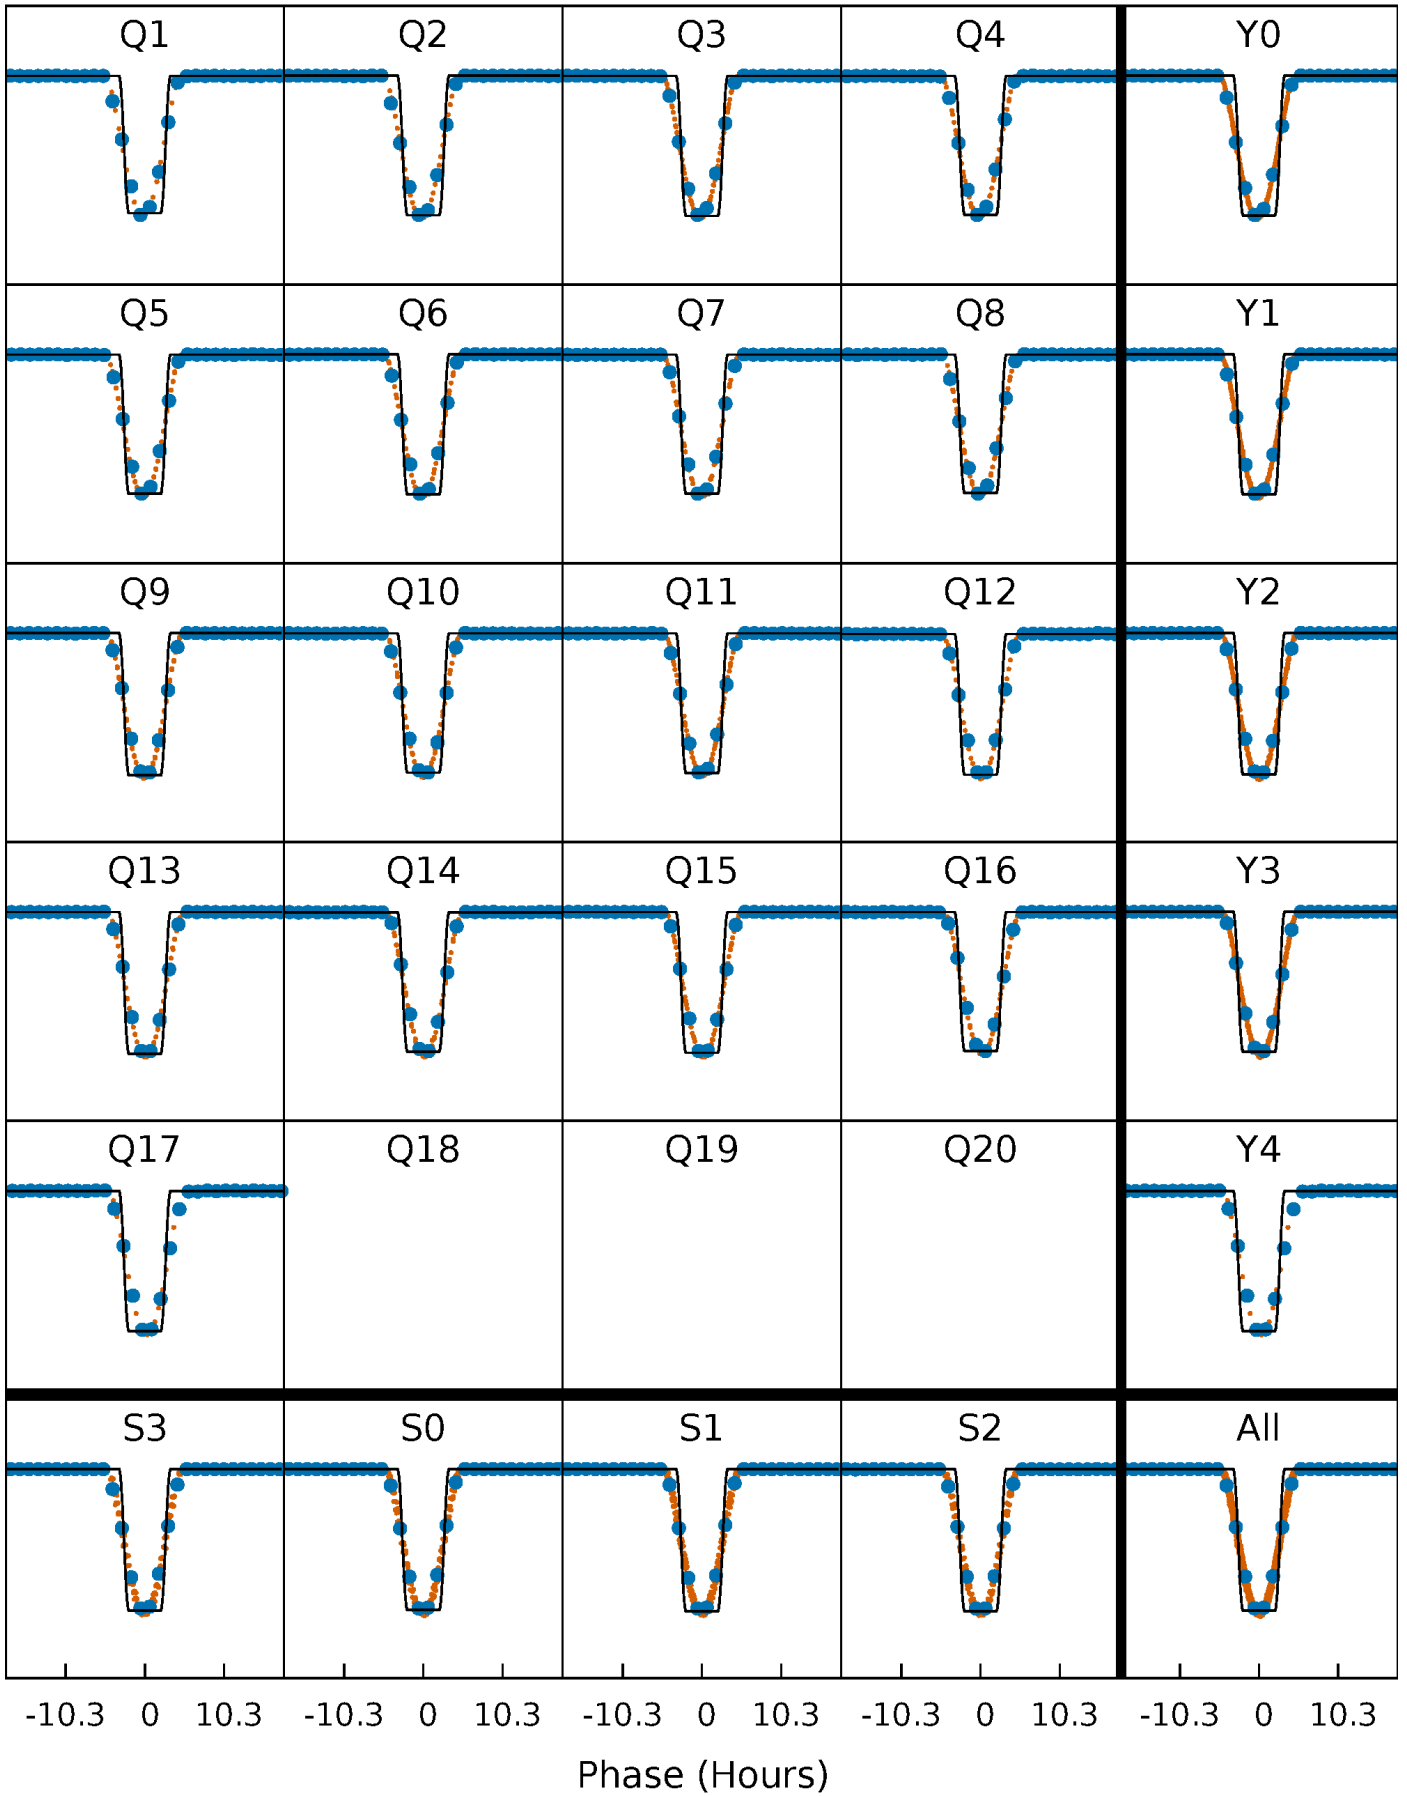 Q1 Q2 Q3 Q4 Y0
Q5 Q6 Q7 Q8 Y1
Q9 Q10 Q11 Q12 Y2
Q13 Q14 Q15 Q16 Y3
Q17 Q18 Q19 Q20 Y4
S3 S0 S1 S2 All
-10.3 0 10.3 -10.3 0 10.3 -10.3 0 10.3 -10.3 0 10.3 -10.3 0 10.3
Phase (Hours)